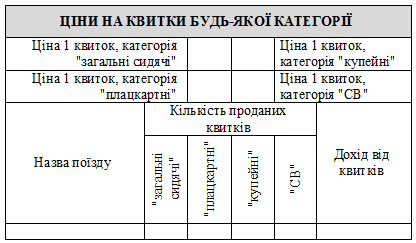 ЦІНИ НА КВИТКИ БУДЬ-ЯКОЇ КАТЕГОРІЇ
Ціна 1 квиток, категорія
"загальні сидячі"
Ціна 1 квиток,
категорія "купейні"
Ціна 1 квиток, категорія
"плацкартні"
Ціна 1 квиток,
категорія "СВ"
Назва поїзду
Кількість проданих
квитків
"загальні
сидячі"
"плацкартні"
"купейні"
"СВ"
Дохід від
квитків